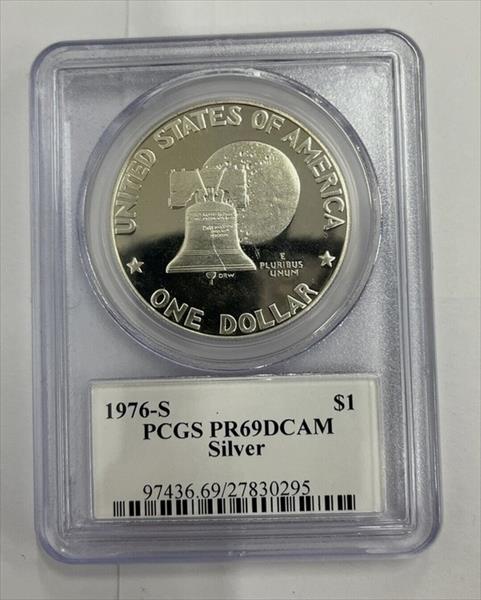 UNITED STATES OF AMERICA
E
PLURIBUS
UNUM
DRW
ONE DOLLAR
1976-S $1
PCGS PR69DCAM
Silver
97436.69/27830295